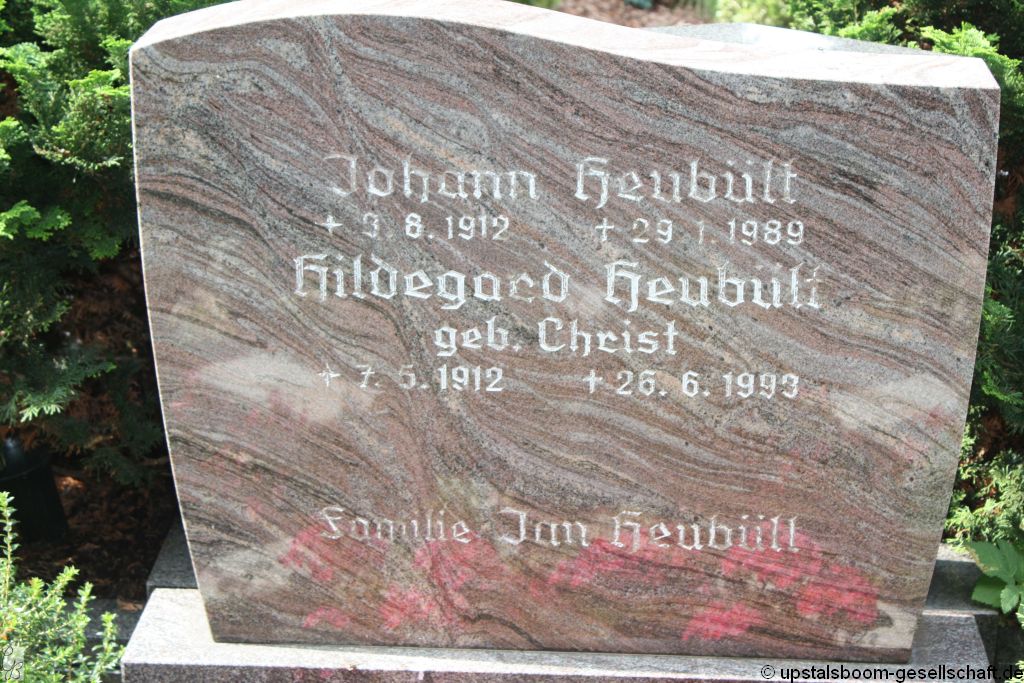 Johann Heubült
+ 3. 8. 1912 + 29. 1. 1989
Hildegard Heubült
geb. Christ
+ 7. 5. 1912 + 26. 6. 1993
Familie Jan Heubült
© upstalsboom-gesellschaft.de